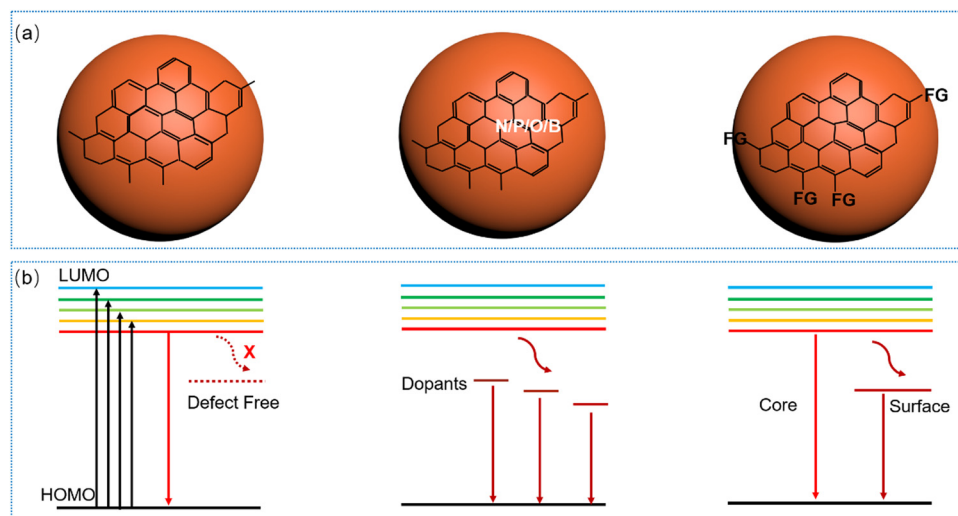 (a)
N/P/O/B
FG
FG
FG
FG
(b)
LUMO
HOMO
X
Defect Free
Dopants
Core
Surface